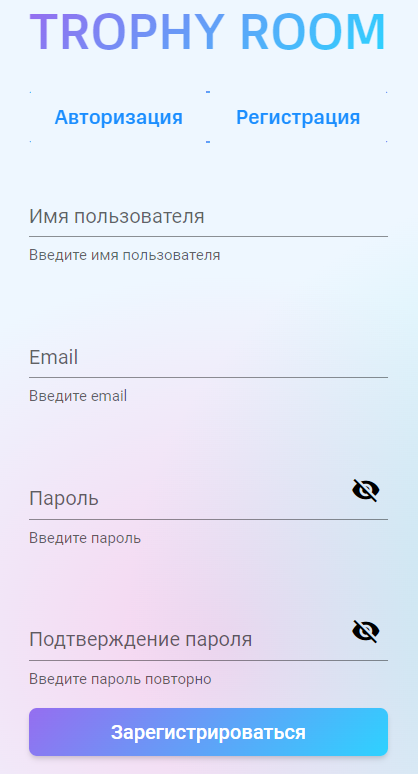 TROPHY ROOM
Авторизация Регистрация
Имя пользователя
Введите имя пользователя
Email
Введите email
Пароль
Введите пароль
Подтверждение пароля
Введите пароль повторно
Зарегистрироваться